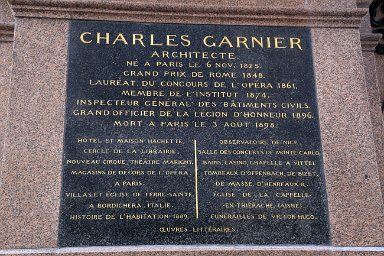 CHARLES GARNIER
ARCHITECTE
NÉ A PARIS LE 6 NOV. 1825.
GRAND PRIX DE ROME 1848.
LAURÉAT DU CONCOURS DE L'OPÉRA 1861.
MEMBRE DE L'INSTITUT 1874.
INSPECTEUR GÉNÉRAL DES BÂTIMENTS CIVILS.
GRAND OFFICIER DE LA LÉGION D'HONNEUR 1896.
MORT A PARIS LE 3 AOUT 1898.
HOTEL ET MAISON HACHETTE,
CERCLE DE LA LIBRAIRIE,
NOUVEAU CIRQUE, THÉATRE MARIGNY,
MAGASINS DE DÉCORS DE L'OPÉRA,
A PARIS.
VILLAS ET ÉGLISE DE TERRE-SAINTE,
A BORDIGHERA, ITALIE.
HISTOIRE DE L'HABITATION 1889.
OBSERVATOIRE DE NICE,
SALLE DES CONCERTS DE MONTE CARLO,
BAINS, CASINO, CHAPELLE A VITTEL
TOMBEAUX D'OFFENBACH, DE BIZET,
DE MASSÉ, D'HENRIAUX,
ÉGLISE DE LA CAPELLE-
EN-THIÉRACHE, (AISNE)
FUNÉRAILLES DE VICTOR HUGO.
ŒUVRES LITTÉRAIRES.